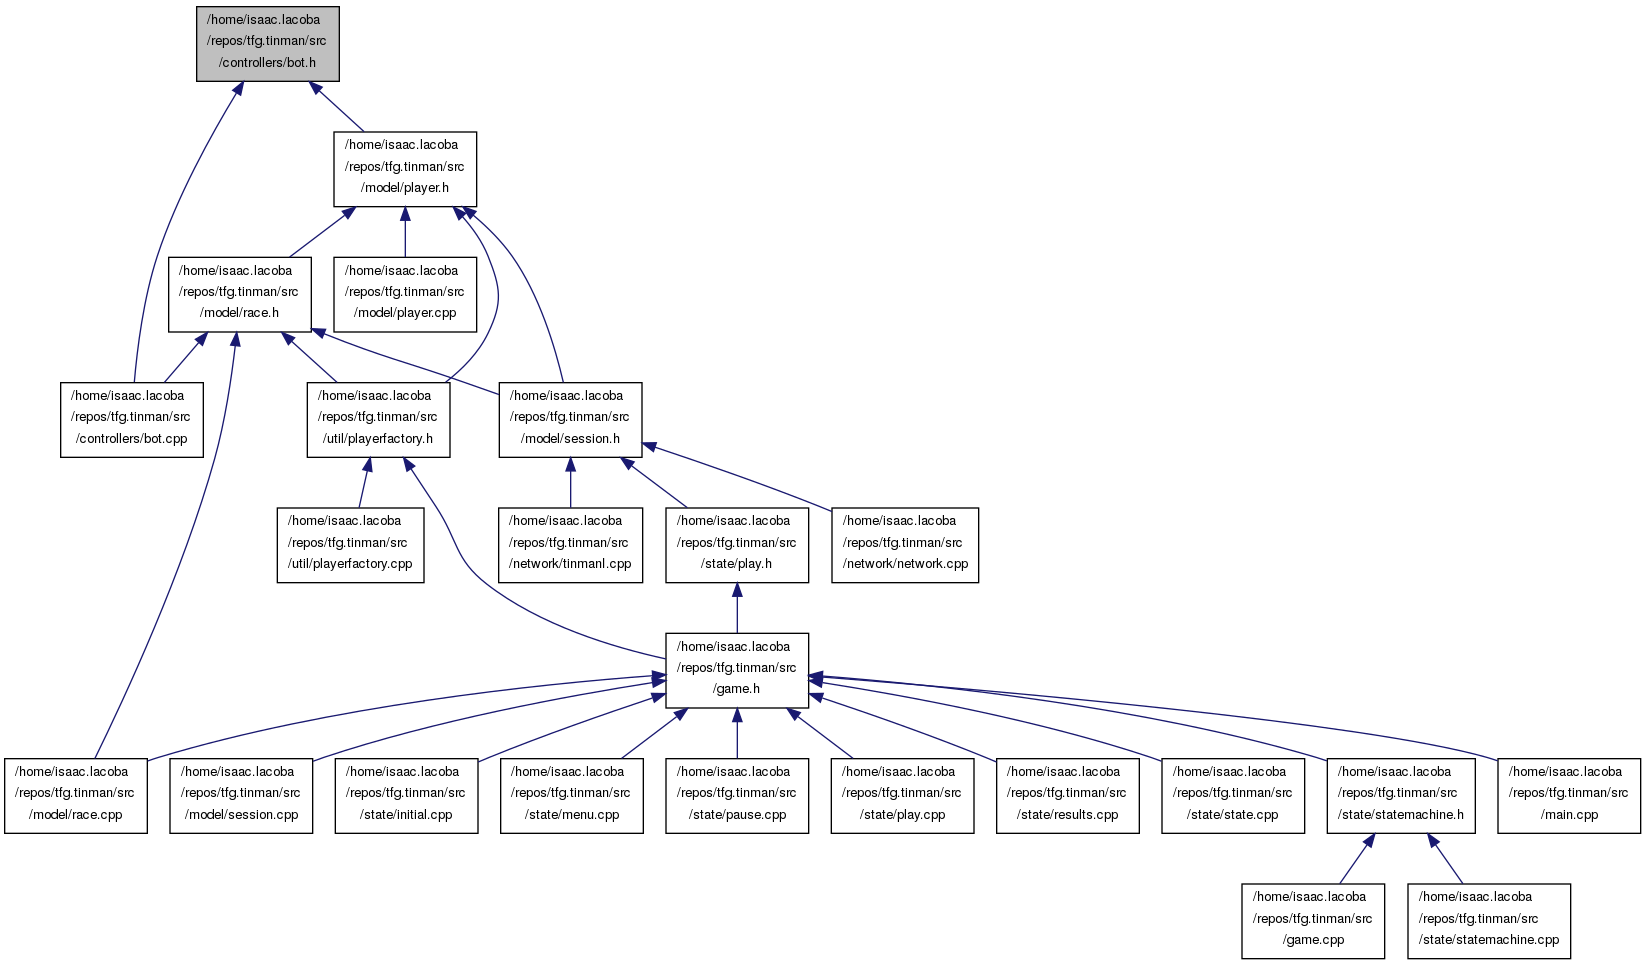 /home/isaac.lacoba
/repos/tfg.tinman/src
/controllers/bot.h
/home/isaac.lacoba
/repos/tfg.tinman/src
/model/player.h
/home/isaac.lacoba
/repos/tfg.tinman/src
/model/race.h
/home/isaac.lacoba
/repos/tfg.tinman/src
/model/player.cpp
/home/isaac.lacoba
/repos/tfg.tinman/src
/controllers/bot.cpp
/home/isaac.lacoba
/repos/tfg.tinman/src
/util/playerfactory.h
/home/isaac.lacoba
/repos/tfg.tinman/src
/model/session.h
/home/isaac.lacoba
/repos/tfg.tinman/src
/util/playerfactory.cpp
/home/isaac.lacoba
/repos/tfg.tinman/src
/network/tinmanI.cpp
/home/isaac.lacoba
/repos/tfg.tinman/src
/state/play.h
/home/isaac.lacoba
/repos/tfg.tinman/src
/network/network.cpp
/home/isaac.lacoba
/repos/tfg.tinman/src
/game.h
/home/isaac.lacoba
/repos/tfg.tinman/src
/model/race.cpp
/home/isaac.lacoba
/repos/tfg.tinman/src
/model/session.cpp
/home/isaac.lacoba
/repos/tfg.tinman/src
/state/initial.cpp
/home/isaac.lacoba
/repos/tfg.tinman/src
/state/menu.cpp
/home/isaac.lacoba
/repos/tfg.tinman/src
/state/pause.cpp
/home/isaac.lacoba
/repos/tfg.tinman/src
/state/play.cpp
/home/isaac.lacoba
/repos/tfg.tinman/src
/state/results.cpp
/home/isaac.lacoba
/repos/tfg.tinman/src
/state/state.cpp
/home/isaac.lacoba
/repos/tfg.tinman/src
/state/statemachine.h
/home/isaac.lacoba
/repos/tfg.tinman/src
/main.cpp
/home/isaac.lacoba
/repos/tfg.tinman/src
/game.cpp
/home/isaac.lacoba
/repos/tfg.tinman/src
/state/statemachine.cpp